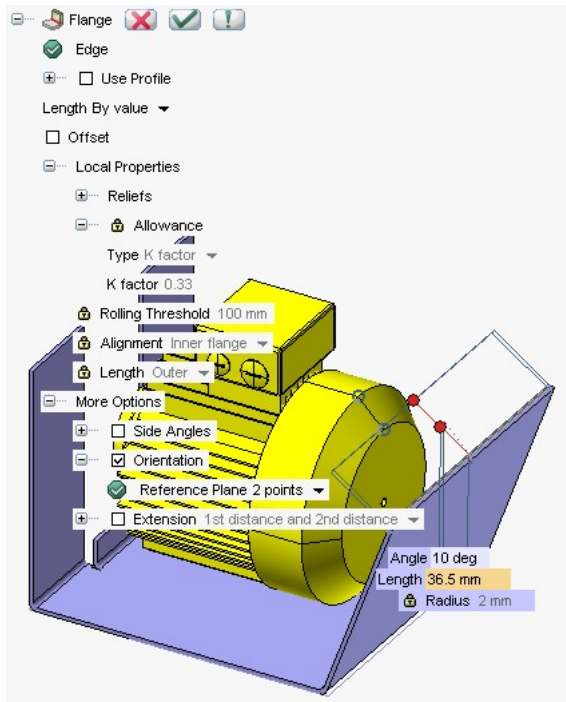 Flange
Edge
Use Profile
Length By value
Offset
Local Properties
Reliefs
Allowance
Type K factor
K factor 0.33
Rolling Threshold 100 mm
Alignment Inner flange
Length Outer
More Options
Side Angles
Orientation
Reference Plane 2 points
Extension 1st distance and 2nd distance
Angle 10 deg
Length 36.5 mm
Radius 2 mm